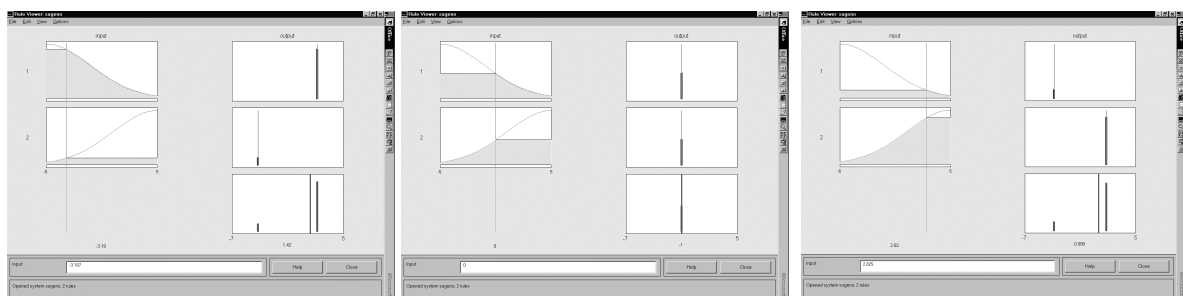 Rule Viewer: sugeno
File Edit View Options
input output
1
2
-5 5
-7 5
-3.19 1.42
Input: -3.187 Help Close
Opened system sugeno, 2 rules
Rule Viewer: sugeno
File Edit View Options
input output
1
2
-5 5
-7 5
0 -1
Input: 0 Help Close
Opened system sugeno, 2 rules
Rule Viewer: sugeno
File Edit View Options
input output
1
2
-5 5
-7 5
2.82 0.999
Input: 2.825 Help Close
Opened system sugeno, 2 rules